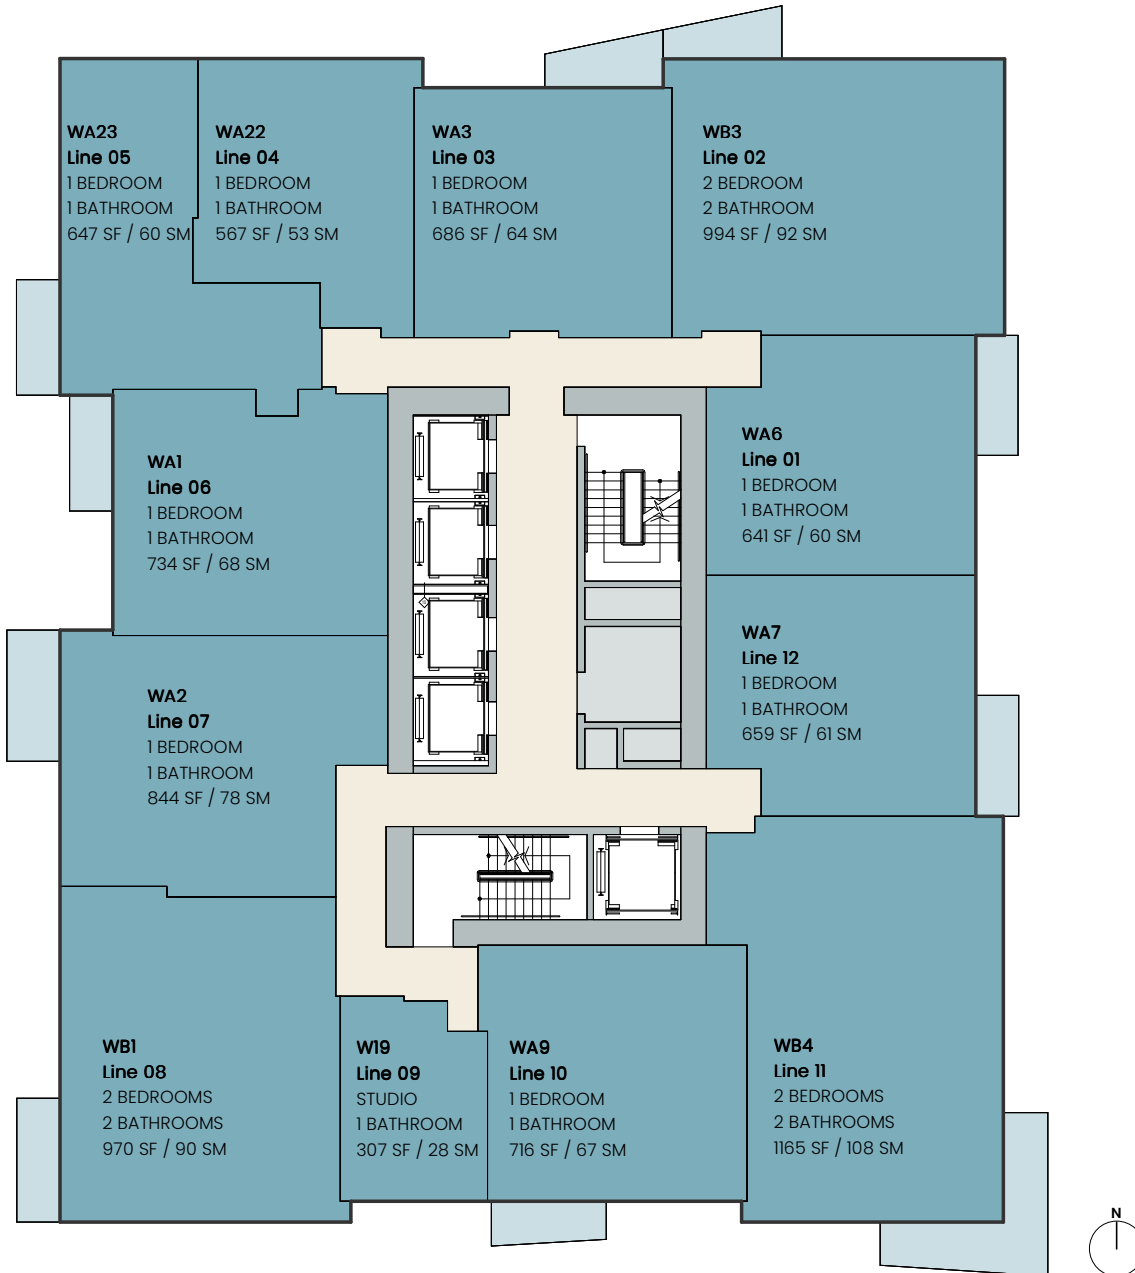 WA23
Line 05
1 BEDROOM
1 BATHROOM
647 SF / 60 SM
WA22
Line 04
1 BEDROOM
1 BATHROOM
567 SF / 53 SM
WA3
Line 03
1 BEDROOM
1 BATHROOM
686 SF / 64 SM
WB3
Line 02
2 BEDROOM
2 BATHROOM
994 SF / 92 SM
WA1
Line 06
1 BEDROOM
1 BATHROOM
734 SF / 68 SM
WA6
Line 01
1 BEDROOM
1 BATHROOM
641 SF / 60 SM
WA2
Line 07
1 BEDROOM
1 BATHROOM
844 SF / 78 SM
WA7
Line 12
1 BEDROOM
1 BATHROOM
659 SF / 61 SM
WB1
Line 08
2 BEDROOMS
2 BATHROOMS
970 SF / 90 SM
W19
Line 09
STUDIO
1 BATHROOM
307 SF / 28 SM
WA9
Line 10
1 BEDROOM
1 BATHROOM
716 SF / 67 SM
WB4
Line 11
2 BEDROOMS
2 BATHROOMS
1165 SF / 108 SM
N